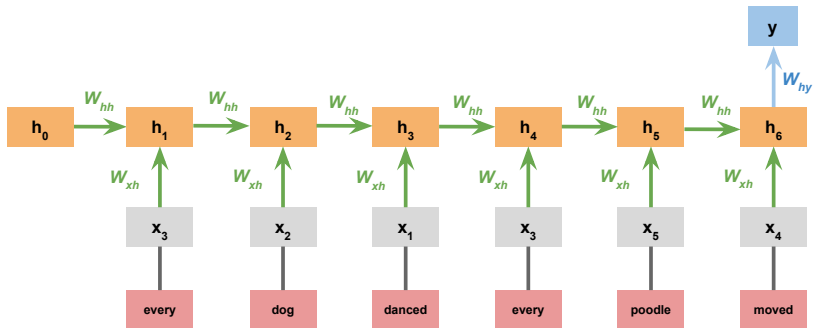 y
W_hy
W_hh W_hh W_hh W_hh W_hh W_hh
h_0 h_1 h_2 h_3 h_4 h_5 h_6
W_xh W_xh W_xh W_xh W_xh W_xh
x_3 x_2 x_1 x_3 x_5 x_4
every dog danced every poodle moved